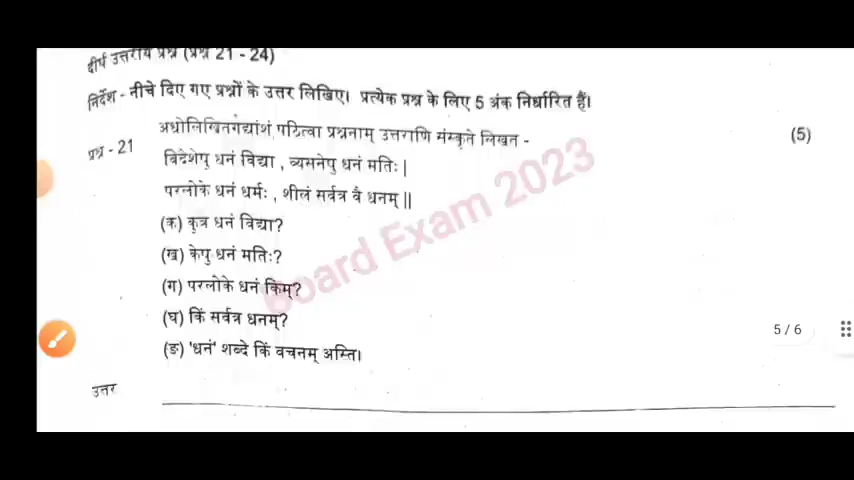 दीर्घ उत्तरीय प्रश्न (प्रश्न 21 - 24)
निर्देश - नीचे दिए गए प्रश्नों के उत्तर लिखिए। प्रत्येक प्रश्न के लिए 5 अंक निर्धारित हैं।
प्रश्न - 21 अधोलिखितगद्यांशं पठित्वा प्रश्ननाम् उत्तराणि संस्कृते लिखत - (5)
विदेशेषु धनं विद्या , व्यसनेषु धनं मतिः |
परलोके धनं धर्मः , शीलं सर्वत्र वै धनम् ||
(क) कुत्र धनं विद्या?
(ख) केषु धनं मतिः?
(ग) परलोके धनं किम्?
(घ) किं सर्वत्र धनम्?
(ङ) 'धनं' शब्दे किं वचनम् अस्ति।
उत्तर
Board Exam 2023
5 / 6